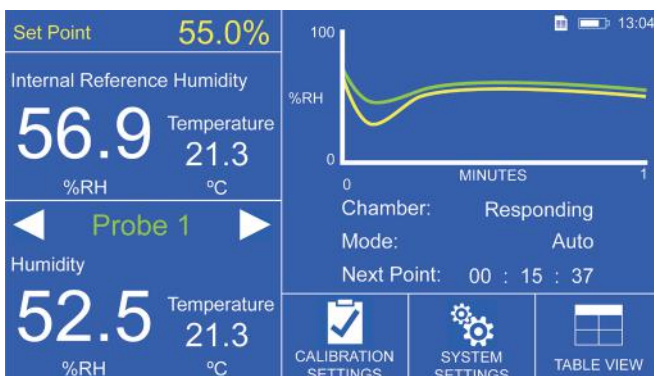 Set Point 55.0%
Internal Reference Humidity
56.9
%RH
Temperature
21.3
ºC
Probe 1
Humidity
52.5
%RH
Temperature
21.3
ºC
13:04
100
%RH
0
0
MINUTES
1
Chamber: Responding
Mode: Auto
Next Point: 00 : 15 : 37
CALIBRATION
SETTINGS
SYSTEM
SETTINGS
TABLE VIEW